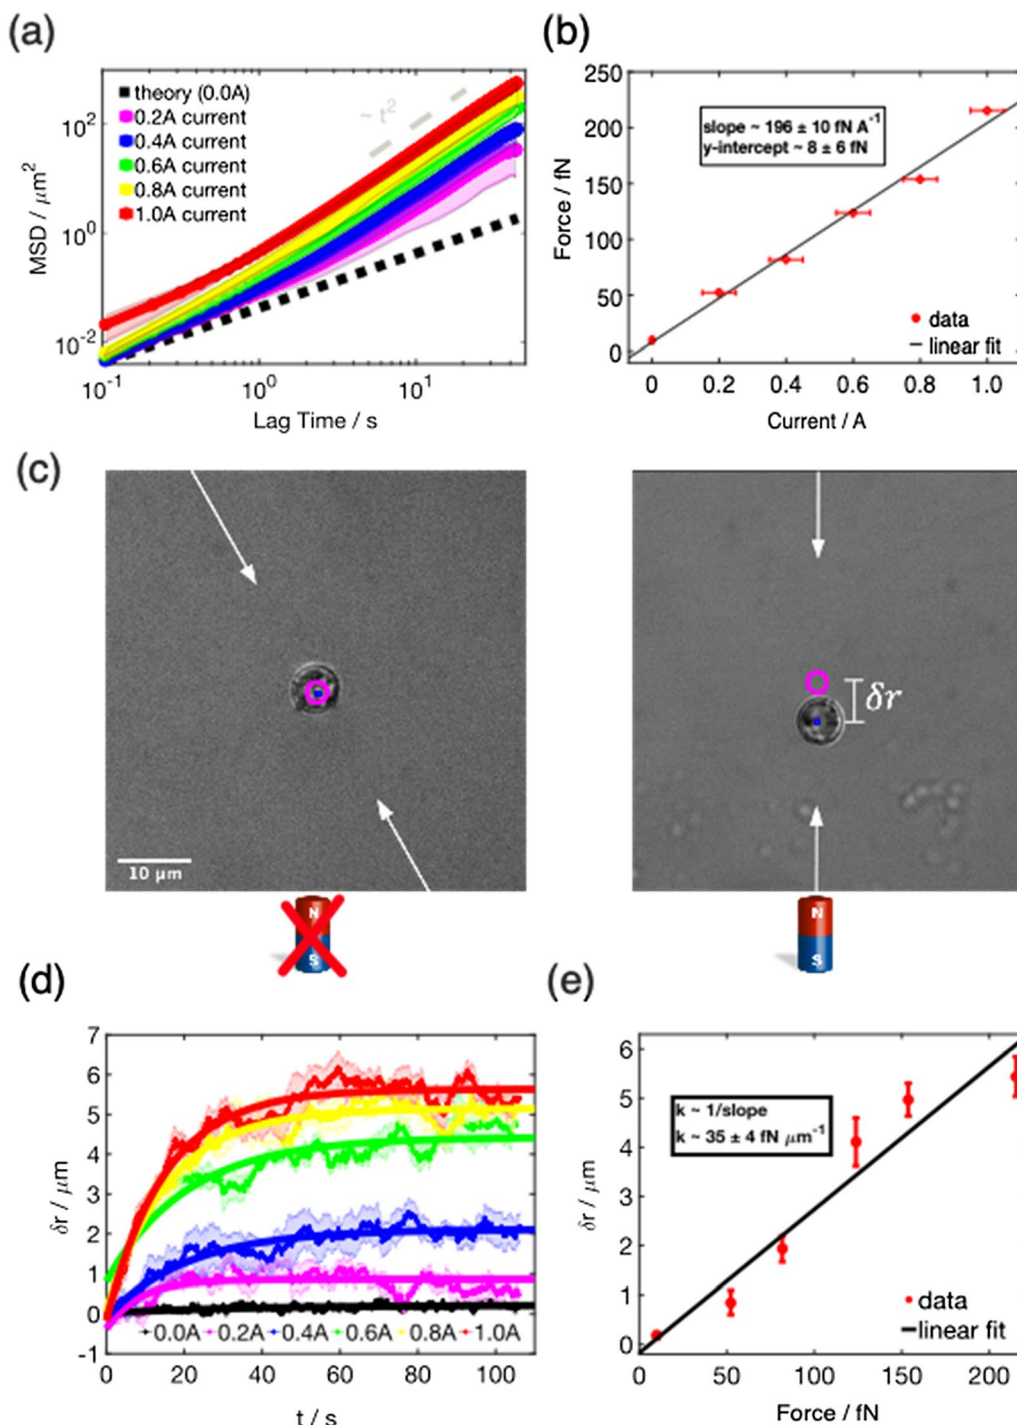 (a)
MSD / μm²
10²
10⁰
10⁻²
theory (0.0A)
0.2A current
0.4A current
0.6A current
0.8A current
1.0A current
~ t²
10⁻¹ 10⁰ 10¹
Lag Time / s
(b)
Force / fN
250
200
150
100
50
0
slope ~ 196 ± 10 fN A⁻¹
y-intercept ~ 8 ± 6 fN
data
linear fit
0 0.2 0.4 0.6 0.8 1.0
Current / A
(c)
10 μm
N
S
δr
N
S
(d)
δr / μm
7
6
5
4
3
2
1
0
-1
0.0A 0.2A 0.4A 0.6A 0.8A 1.0A
0 20 40 60 80 100
t / s
(e)
δr / μm
6
5
4
3
2
1
0
k ~ 1/slope
k ~ 35 ± 4 fN μm⁻¹
data
linear fit
0 50 100 150 200
Force / fN